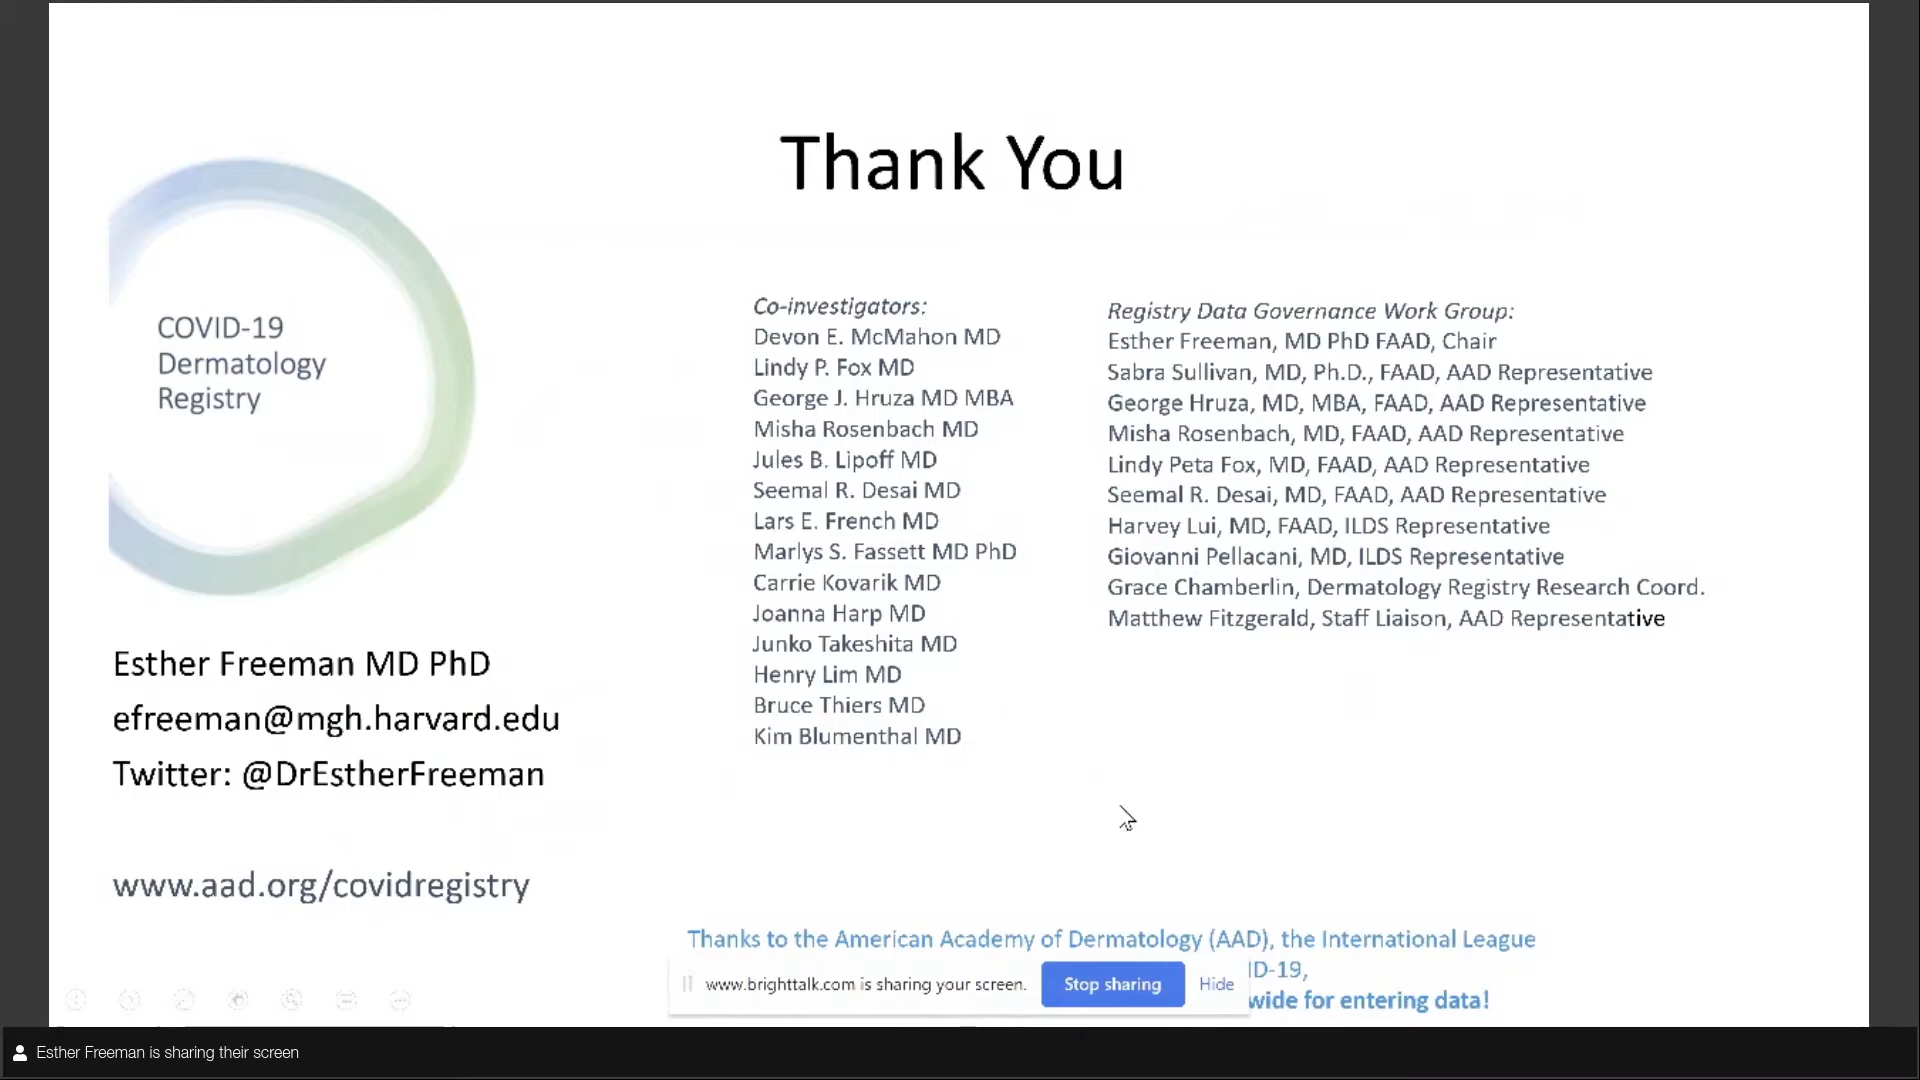 Thank You
COVID-19
Dermatology
Registry
Esther Freeman MD PhD
efreeman@mgh.harvard.edu
Twitter: @DrEstherFreeman
www.aad.org/covidregistry
Co-investigators:
Devon E. McMahon MD
Lindy P. Fox MD
George J. Hruza MD MBA
Misha Rosenbach MD
Jules B. Lipoff MD
Seemal R. Desai MD
Lars E. French MD
Marlys S. Fassett MD PhD
Carrie Kovarik MD
Joanna Harp MD
Junko Takeshita MD
Henry Lim MD
Bruce Thiers MD
Kim Blumenthal MD
Registry Data Governance Work Group:
Esther Freeman, MD PhD FAAD, Chair
Sabra Sullivan, MD, Ph.D., FAAD, AAD Representative
George Hruza, MD, MBA, FAAD, AAD Representative
Misha Rosenbach, MD, FAAD, AAD Representative
Lindy Peta Fox, MD, FAAD, AAD Representative
Seemal R. Desai, MD, FAAD, AAD Representative
Harvey Lui, MD, FAAD, ILDS Representative
Giovanni Pellacani, MD, ILDS Representative
Grace Chamberlin, Dermatology Registry Research Coord.
Matthew Fitzgerald, Staff Liaison, AAD Representative
Thanks to the American Academy of Dermatology (AAD), the International League
ID-19,
wide for entering data!
www.brighttalk.com is sharing your screen.
Stop sharing
Hide
Esther Freeman is sharing their screen